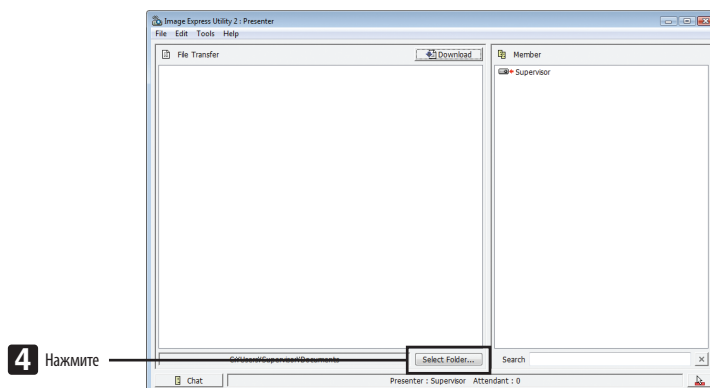 Image Express Utility 2 : Presenter
File Edit Tools Help
File Transfer
Download
Member
Supervisor
4 Нажмите
C:\Users\Supervisor\Documents
Select Folder...
Search
Chat
Presenter : Supervisor Attendant : 0